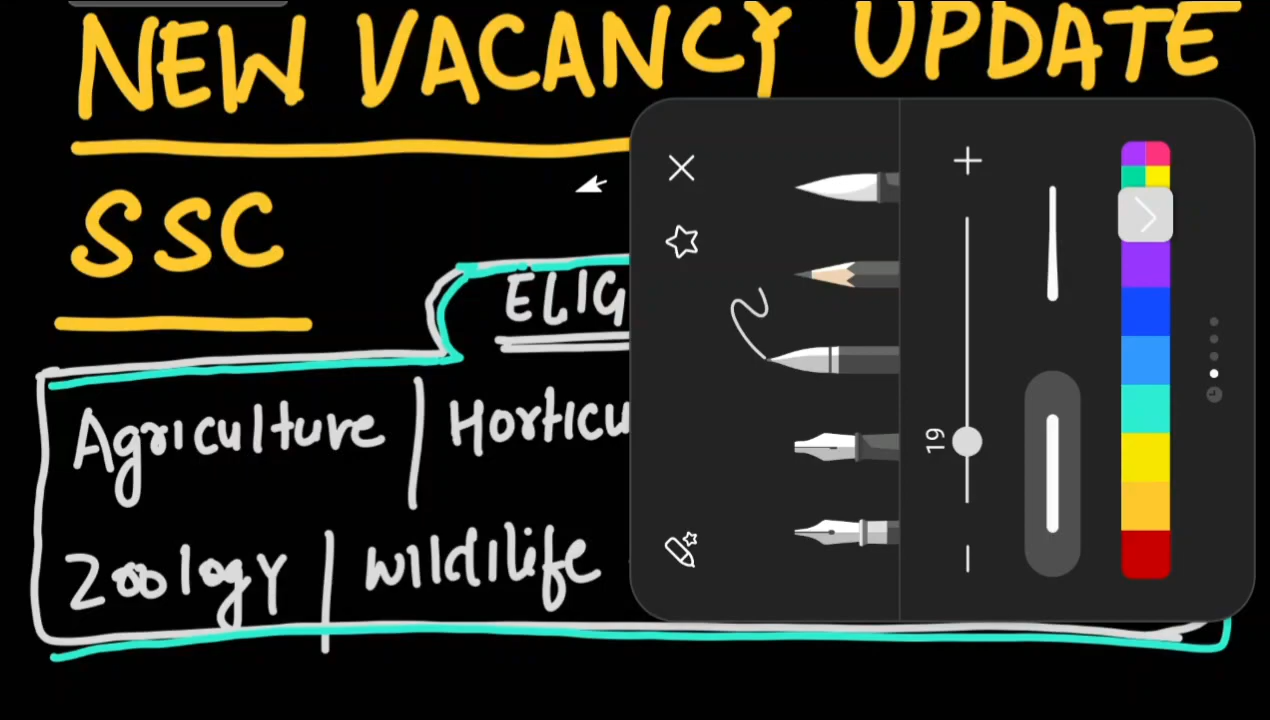 NEW VACANCY UPDATE
SSC
ELIG
Agriculture | Horticu
Zoology | wildlife
19